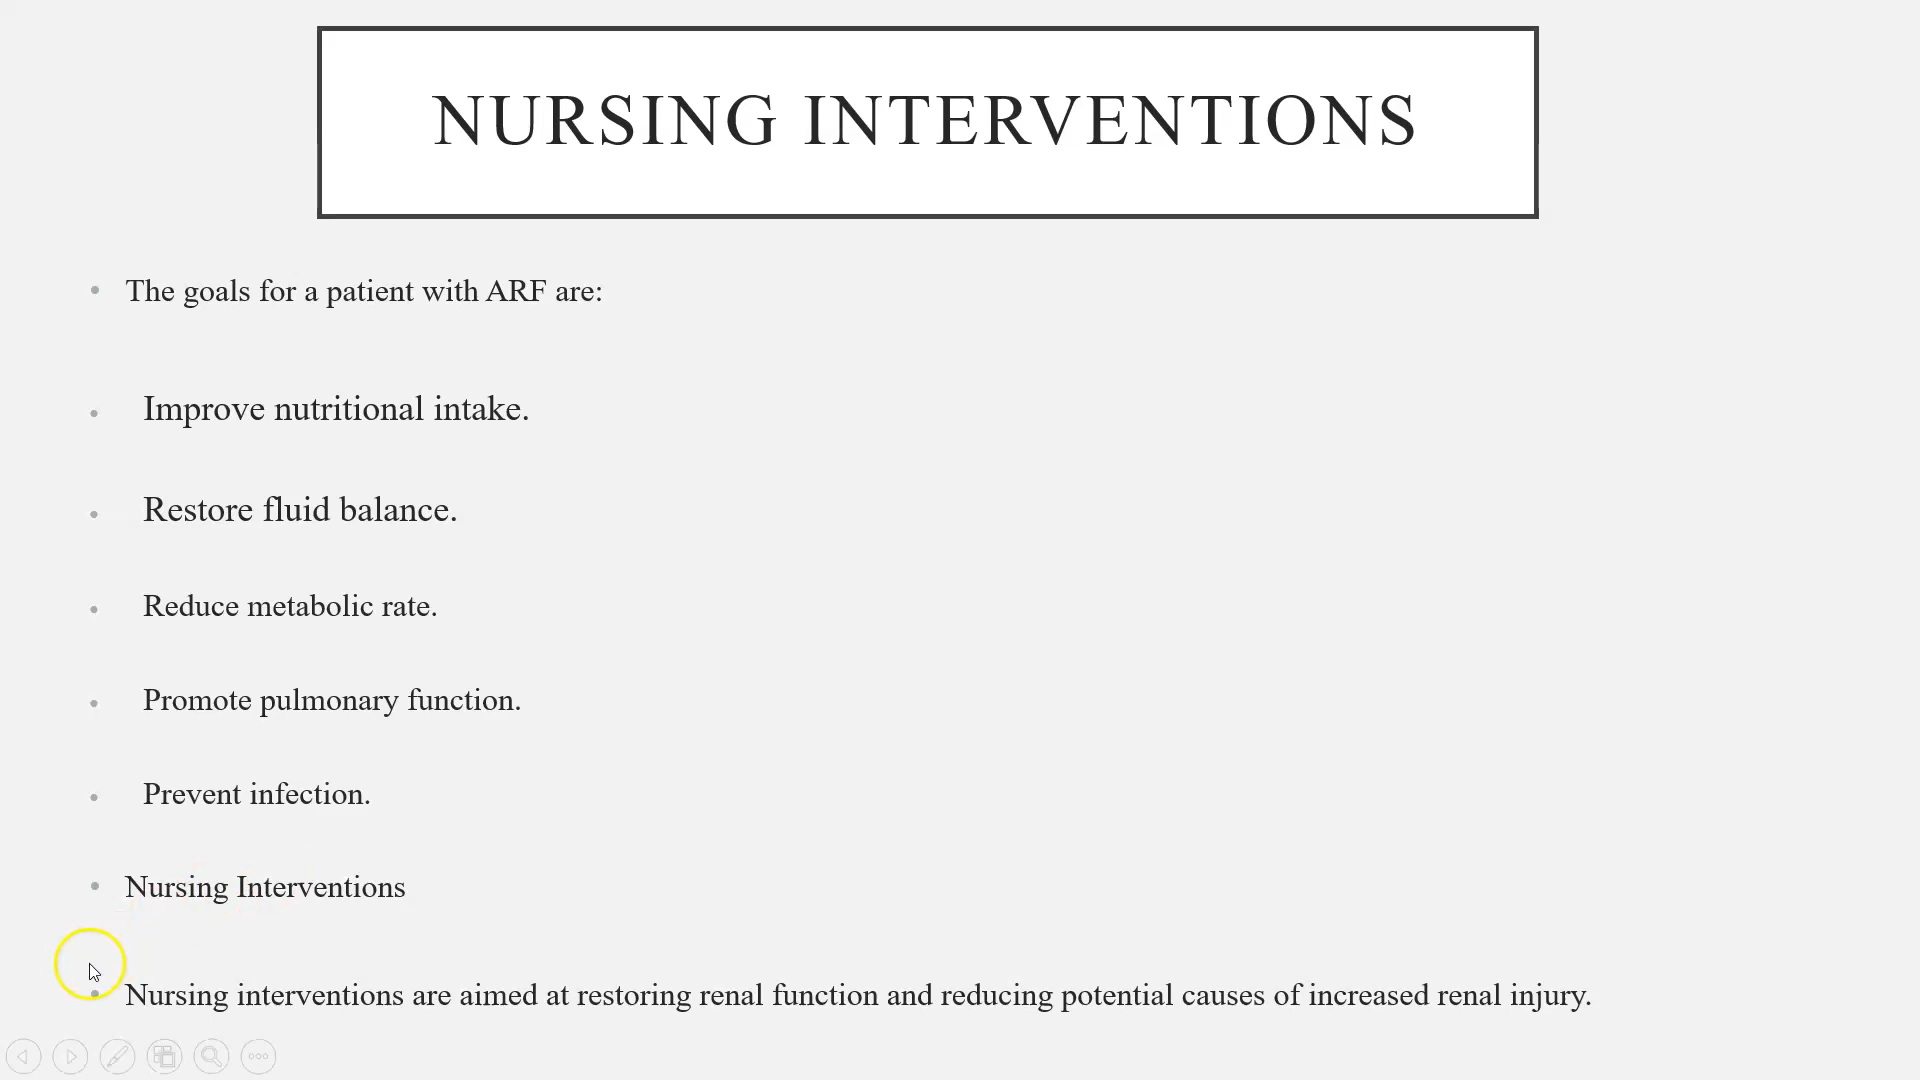 NURSING INTERVENTIONS
The goals for a patient with ARF are:
Improve nutritional intake.
Restore fluid balance.
Reduce metabolic rate.
Promote pulmonary function.
Prevent infection.
Nursing Interventions
Nursing interventions are aimed at restoring renal function and reducing potential causes of increased renal injury.